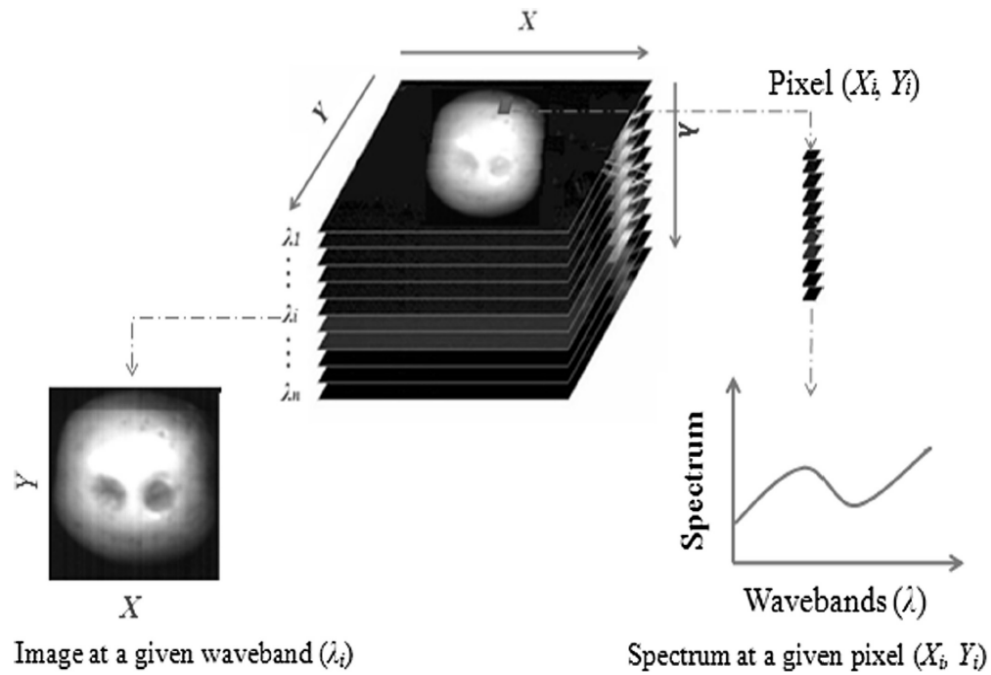 X
Y
λ
Pixel (Xi, Yi)
λ1
λi
λn
Y
X
Image at a given waveband (λi)
Spectrum
Wavebands (λ)
Spectrum at a given pixel (Xi, Yi)